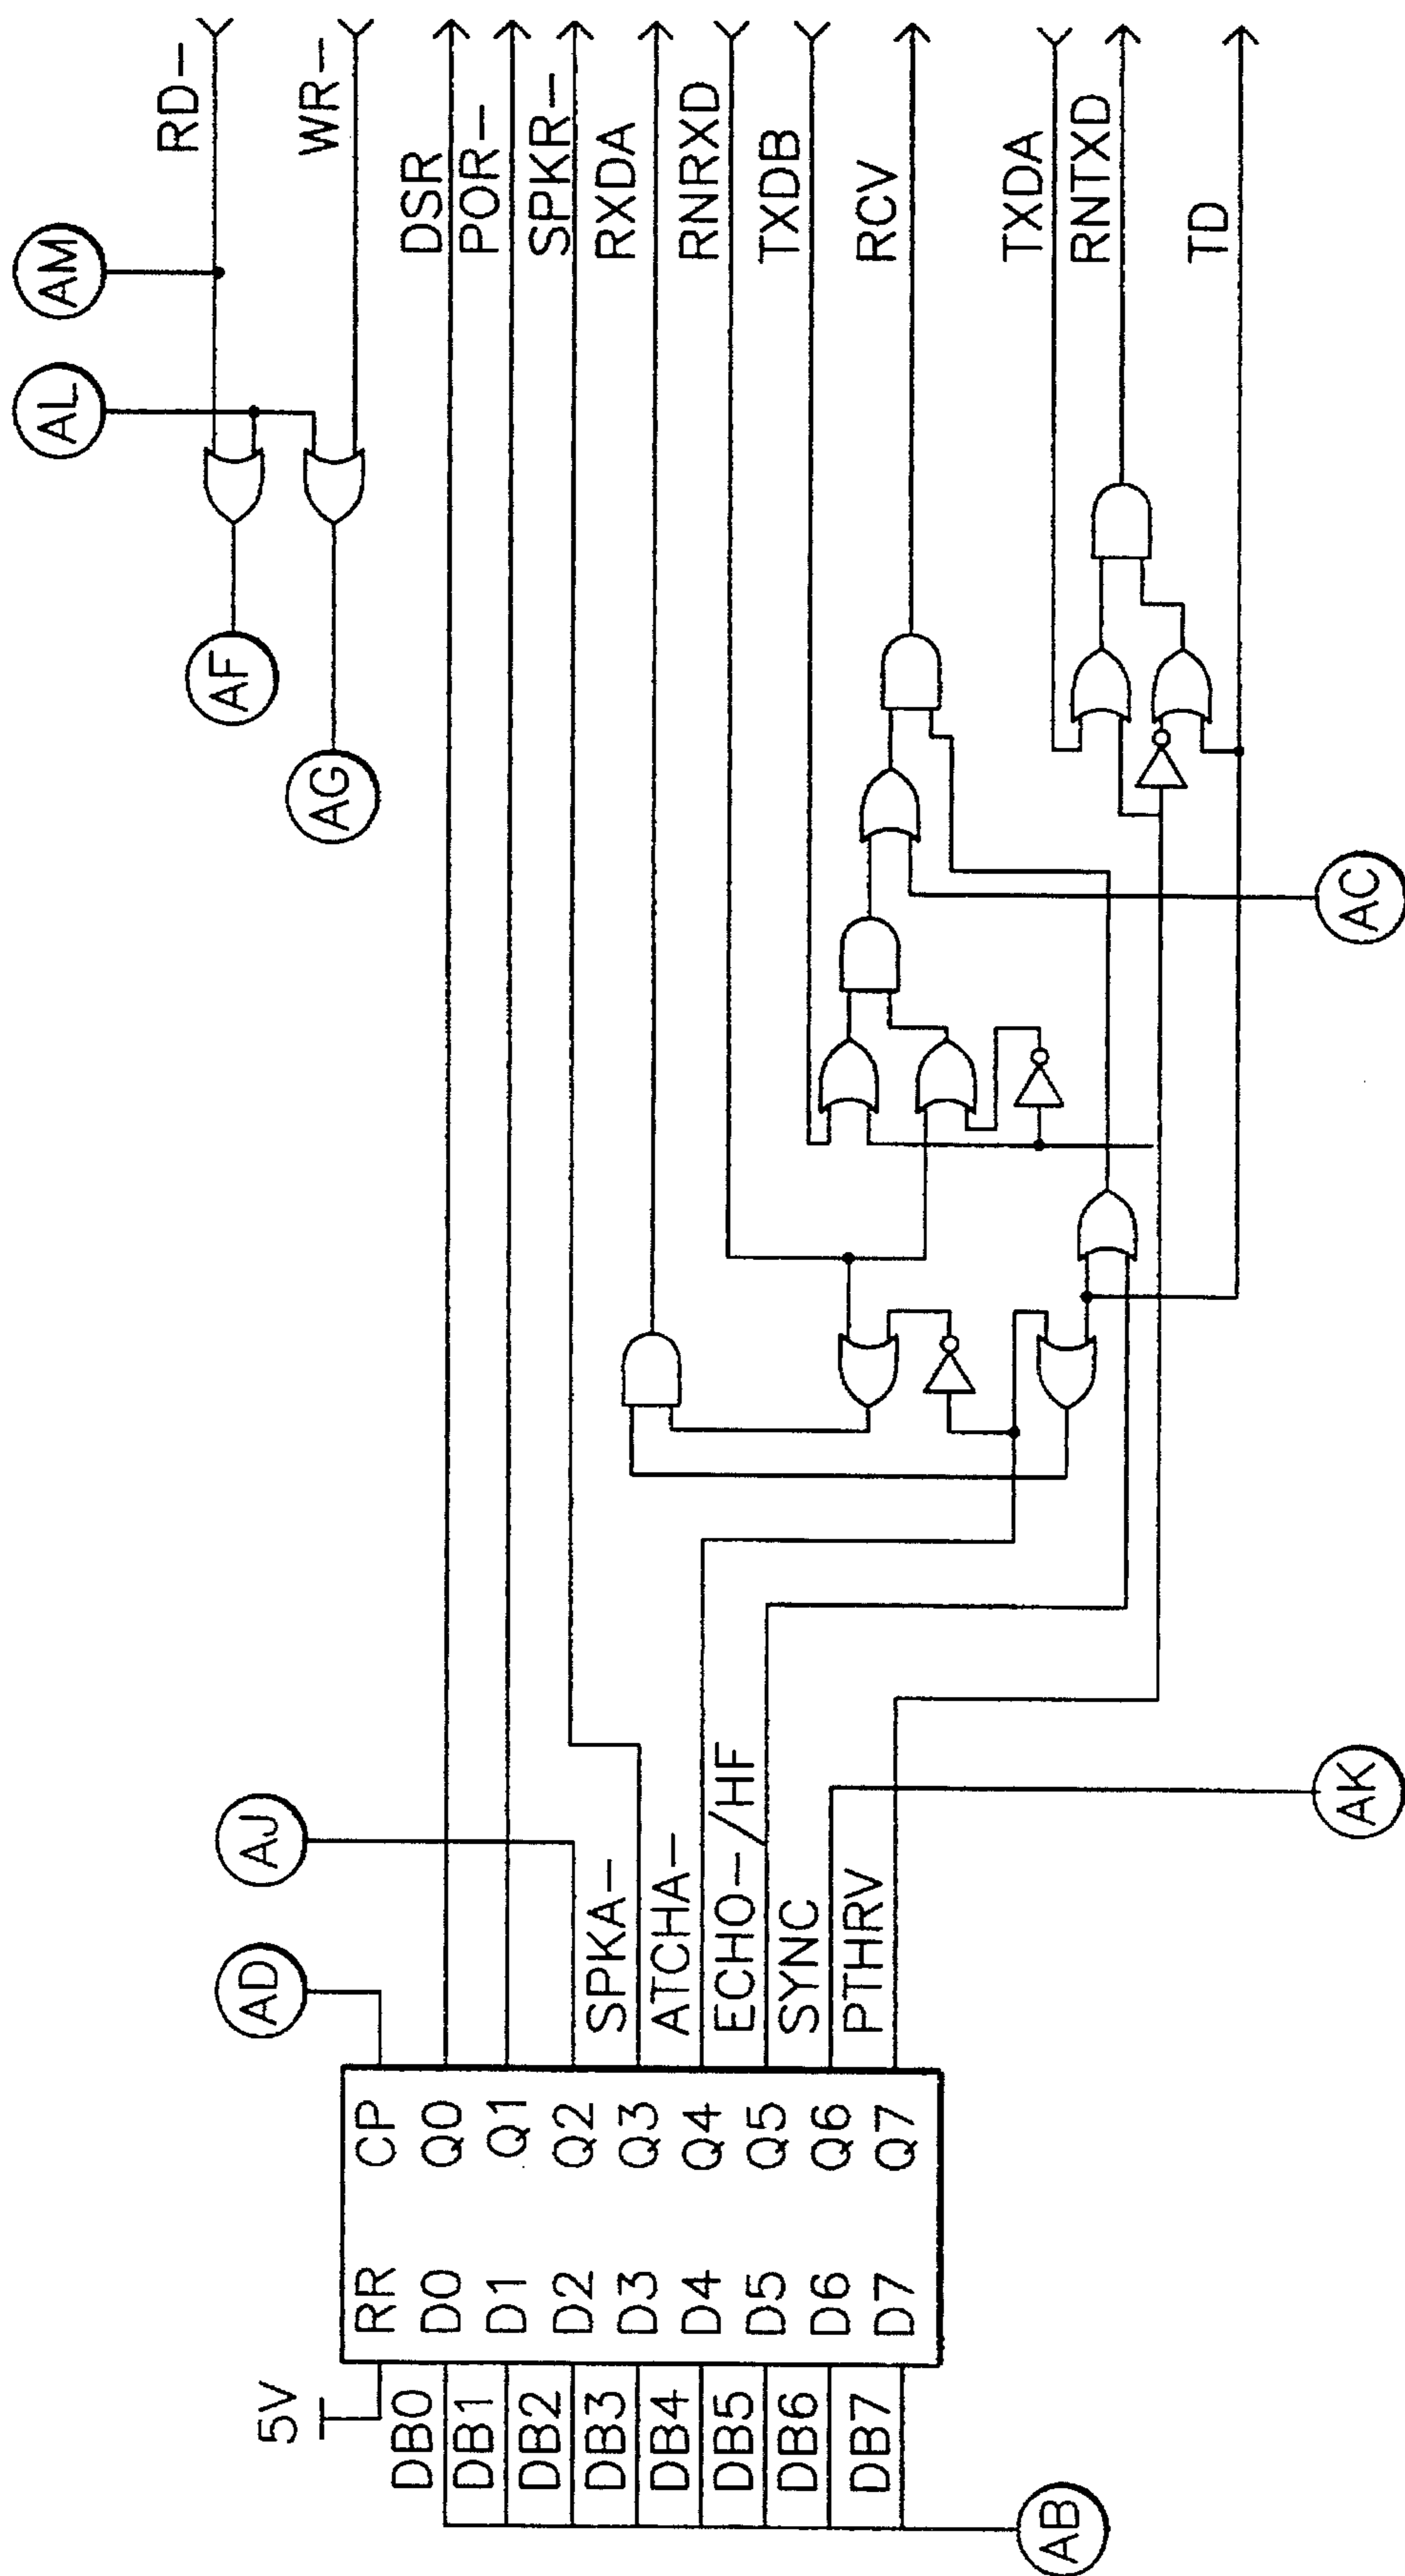 RD-
WR-
AM
AL
AF
AG
DSR
POR-
SPKR-
RXDA
RNRXD
TXDB
RCV
TXDA
RNTXD
TD
AC
AJ
AD
AK
SPKA-
ATCHA-
ECHO-/HF
SYNC
PTHRV
RR CP
D0 Q0
D1 Q1
D2 Q2
D3 Q3
D4 Q4
D5 Q5
D6 Q6
D7 Q7
5V
DB0
DB1
DB2
DB3
DB4
DB5
DB6
DB7
AB